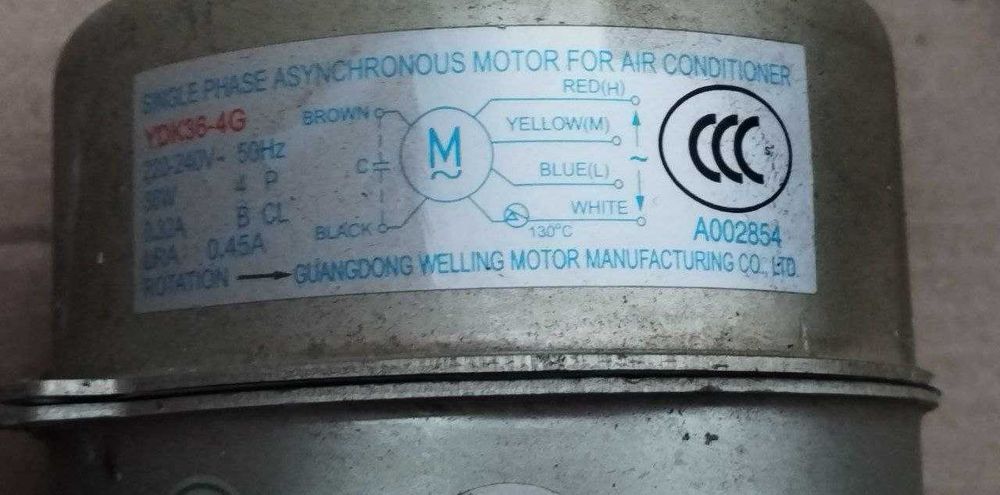 SINGLE PHASE ASYNCHRONOUS MOTOR FOR AIR CONDITIONER
YDK36-4G
220-240V~ 50Hz
4 P
0.32A B CL
LRA 0.45A
ROTATION
BROWN
C
BLACK
M
~
RED(H)
YELLOW(M)
BLUE(L)
WHITE
130°C
~
CCC
A002854
GUANGDONG WELLING MOTOR MANUFACTURING CO., LTD.